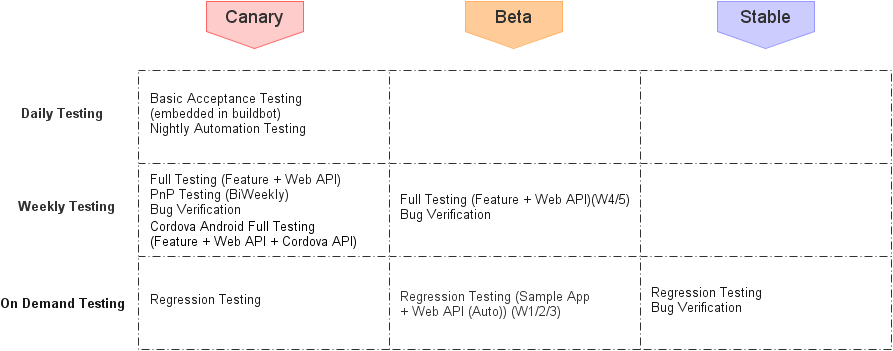 Canary
Beta
Stable
Daily Testing
Basic Acceptance Testing
(embedded in buildbot)
Nightly Automation Testing
Weekly Testing
Full Testing (Feature + Web API)
PnP Testing (BiWeekly)
Bug Verification
Cordova Android Full Testing
(Feature + Web API + Cordova API)
Full Testing (Feature + Web API)(W4/5)
Bug Verification
On Demand Testing
Regression Testing
Regression Testing (Sample App
+ Web API (Auto)) (W1/2/3)
Regression Testing
Bug Verification